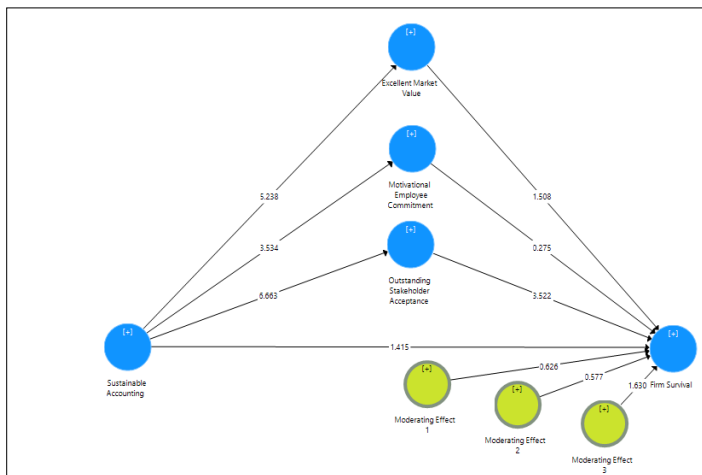 [+]
Excellent Market
Value
[+]
Motivational
Employee
Commitment
5.238
1.508
3.534
0.275
[+]
Outstanding
Stakeholder
Acceptance
6.663
3.522
[+]
Sustainable
Accounting
1.415
[+]
Firm Survival
0.626
0.577
1.630
[+]
Moderating Effect
1
[+]
Moderating Effect
2
[+]
Moderating Effect
3